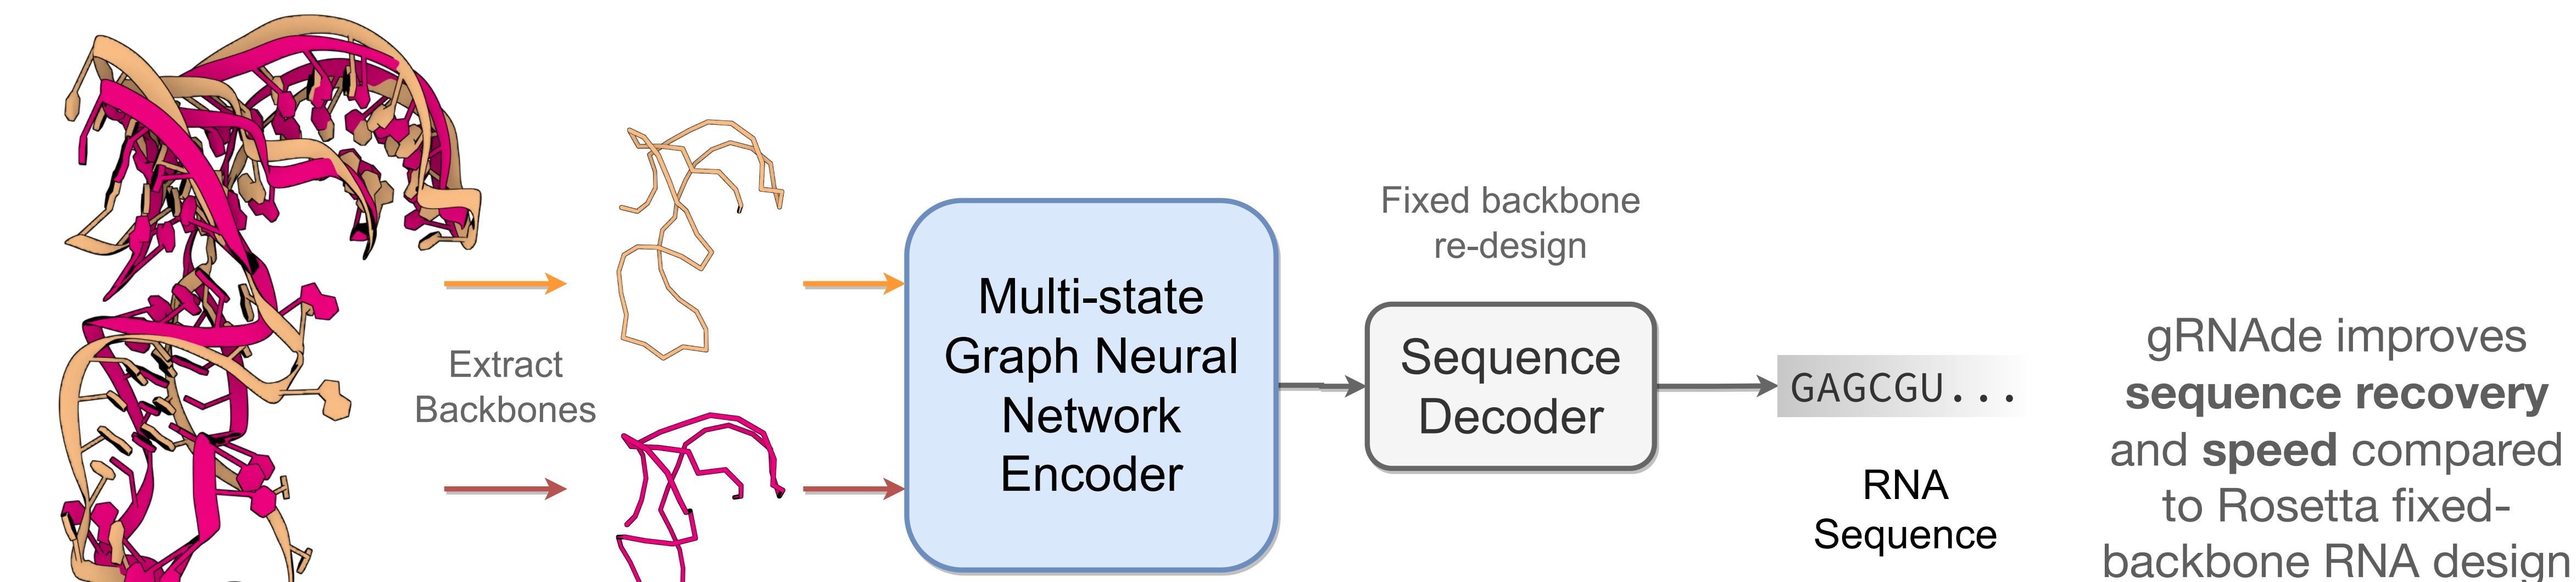 Extract
Backbones
Multi-state
Graph Neural
Network
Encoder
Fixed backbone
re-design
Sequence
Decoder
GAGCGU...
RNA
Sequence
gRNAde improves
sequence recovery
and speed compared
to Rosetta fixed-
backbone RNA design